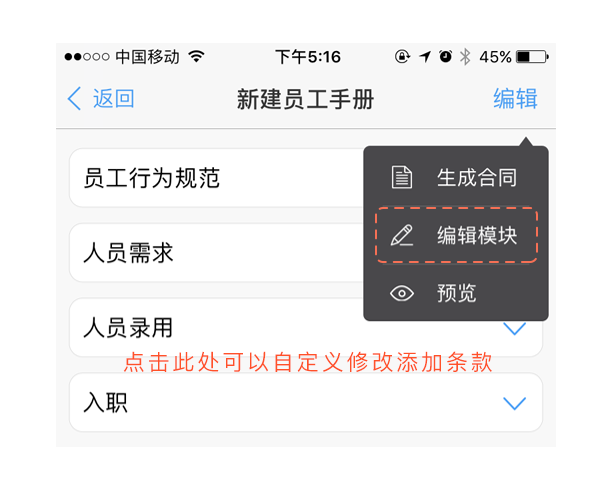 中国移动 下午5:16 45%
返回 新建员工手册 编辑
员工行为规范
生成合同
编辑模块
人员需求
预览
人员录用
点击此处可以自定义修改添加条款
入职